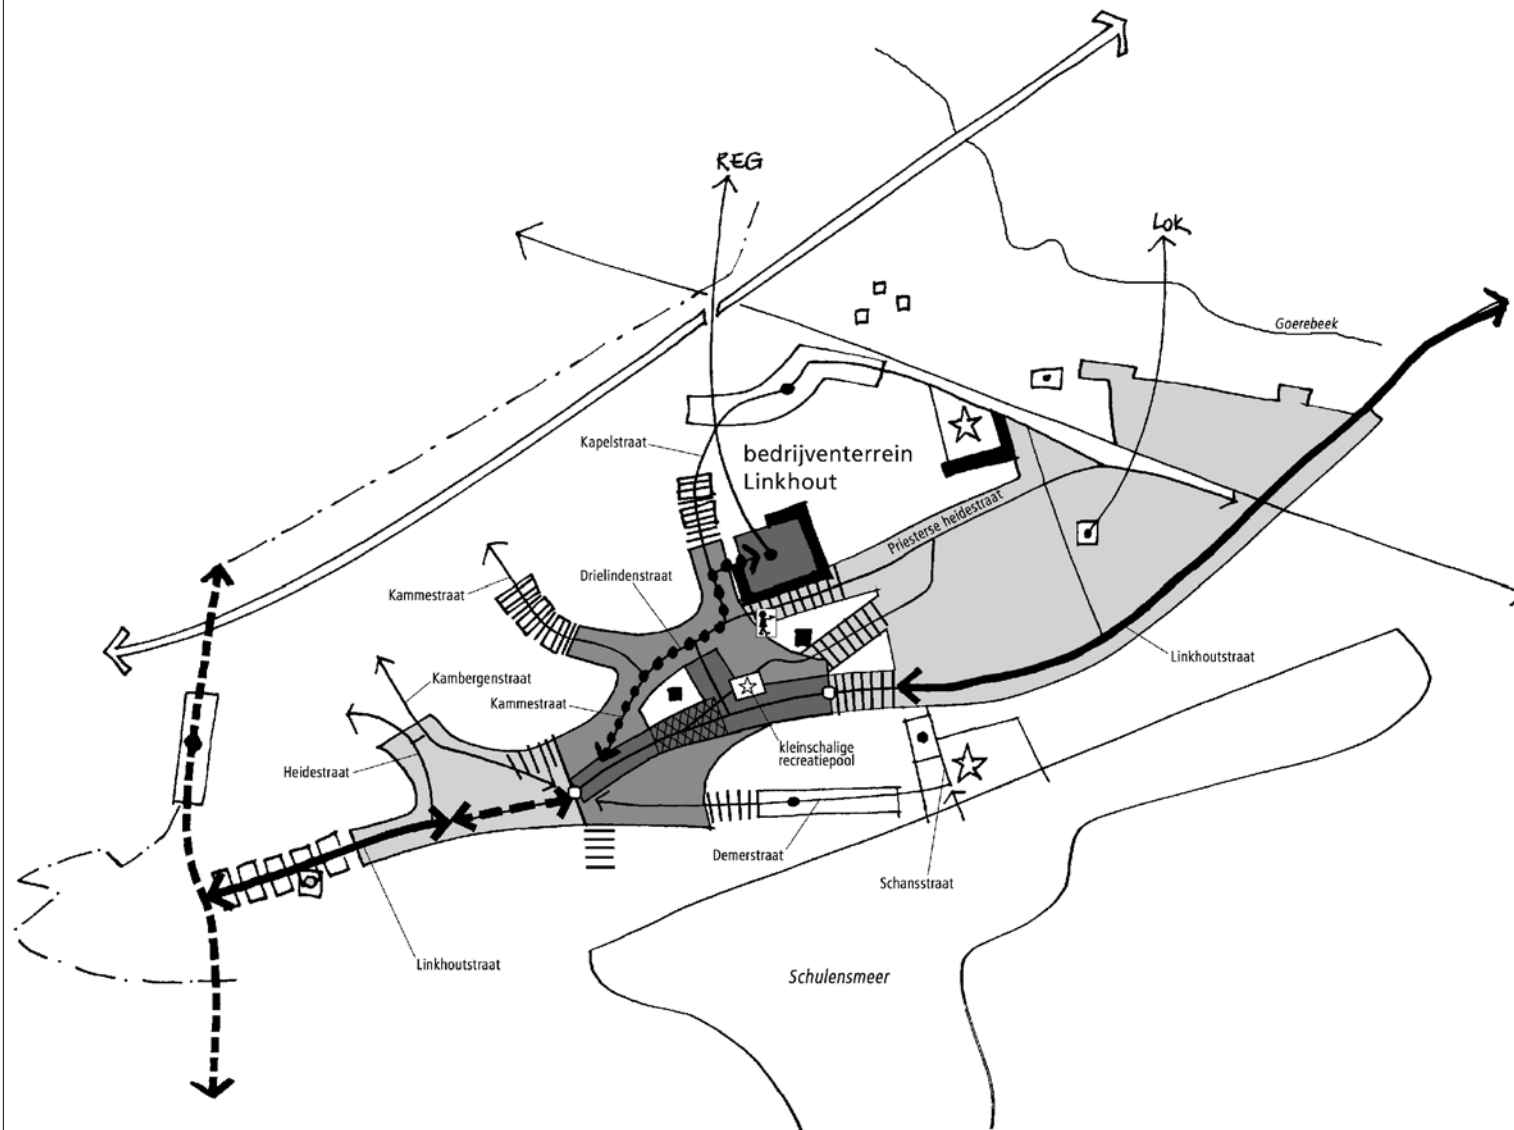 REG
LOK
Goerebeek
Kapelstraat
bedrijventerrein
Linkhout
Priesterse heidestraat
Drielindenstraat
Kammestraat
Linkhoutstraat
Kambergenstraat
Kammestraat
kleinschalige
recreatiepool
Heidestraat
Demerstraat
Schansstraat
Linkhoutstraat
Schulensmeer